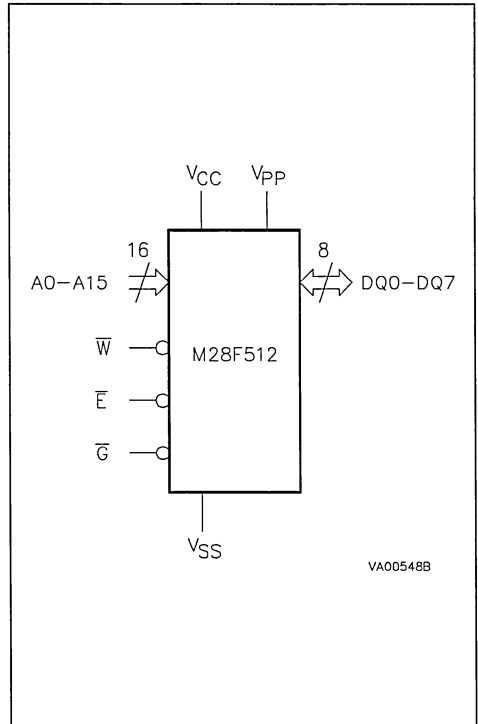 VCC VPP
16 8
A0-A15 DQ0-DQ7
W̅
M28F512
E̅
G̅
VSS
VA00548B